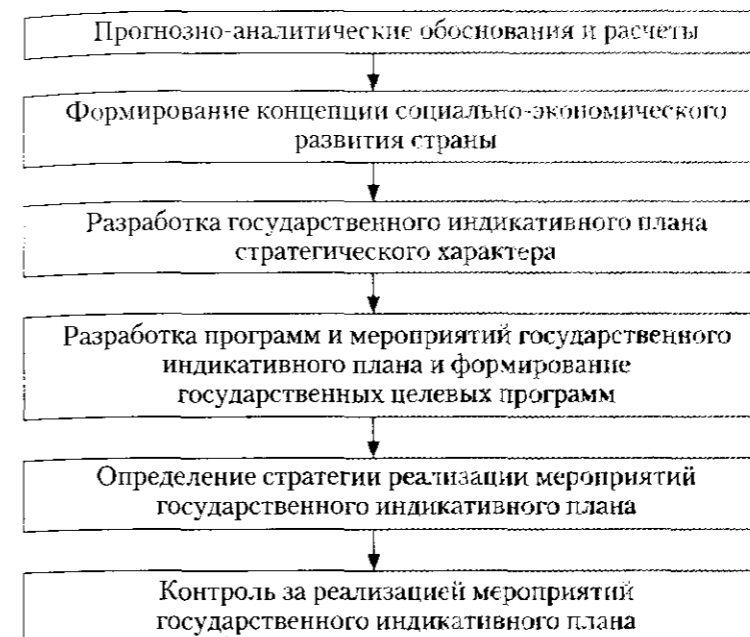 Прогнозно-аналитические обоснования и расчеты
Формирование концепции социально-экономического
развития страны
Разработка государственного индикативного плана
стратегического характера
Разработка программ и мероприятий государственного
индикативного плана и формирование
государственных целевых программ
Определение стратегии реализации мероприятий
государственного индикативного плана
Контроль за реализацией мероприятий
государственного индикативного плана